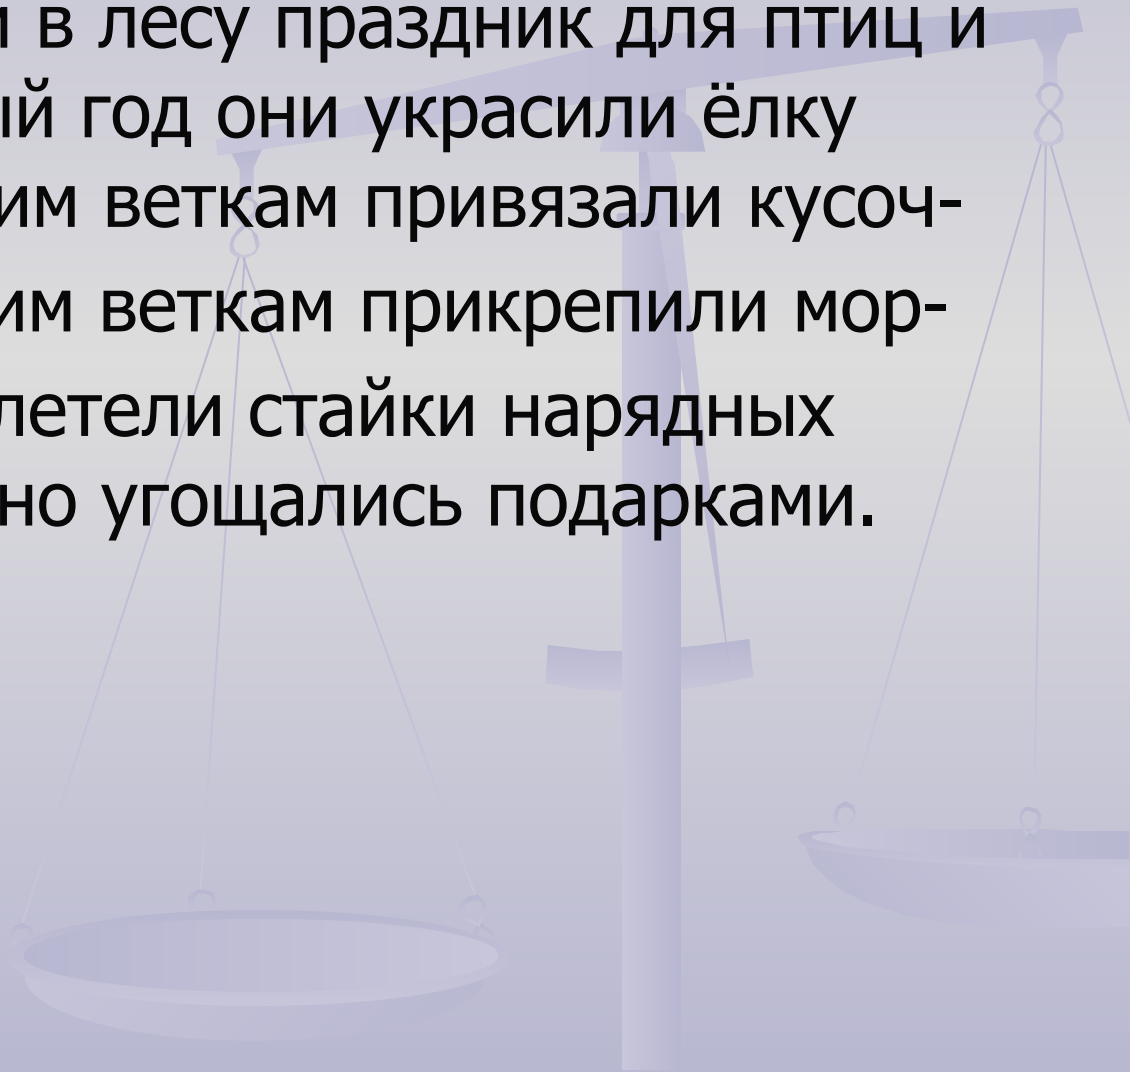 и в лесу праздник для птиц и
ый год они украсили ёлку
им веткам привязали кусоч-
им веткам прикрепили мор-
летели стайки нарядных
но угощались подарками.